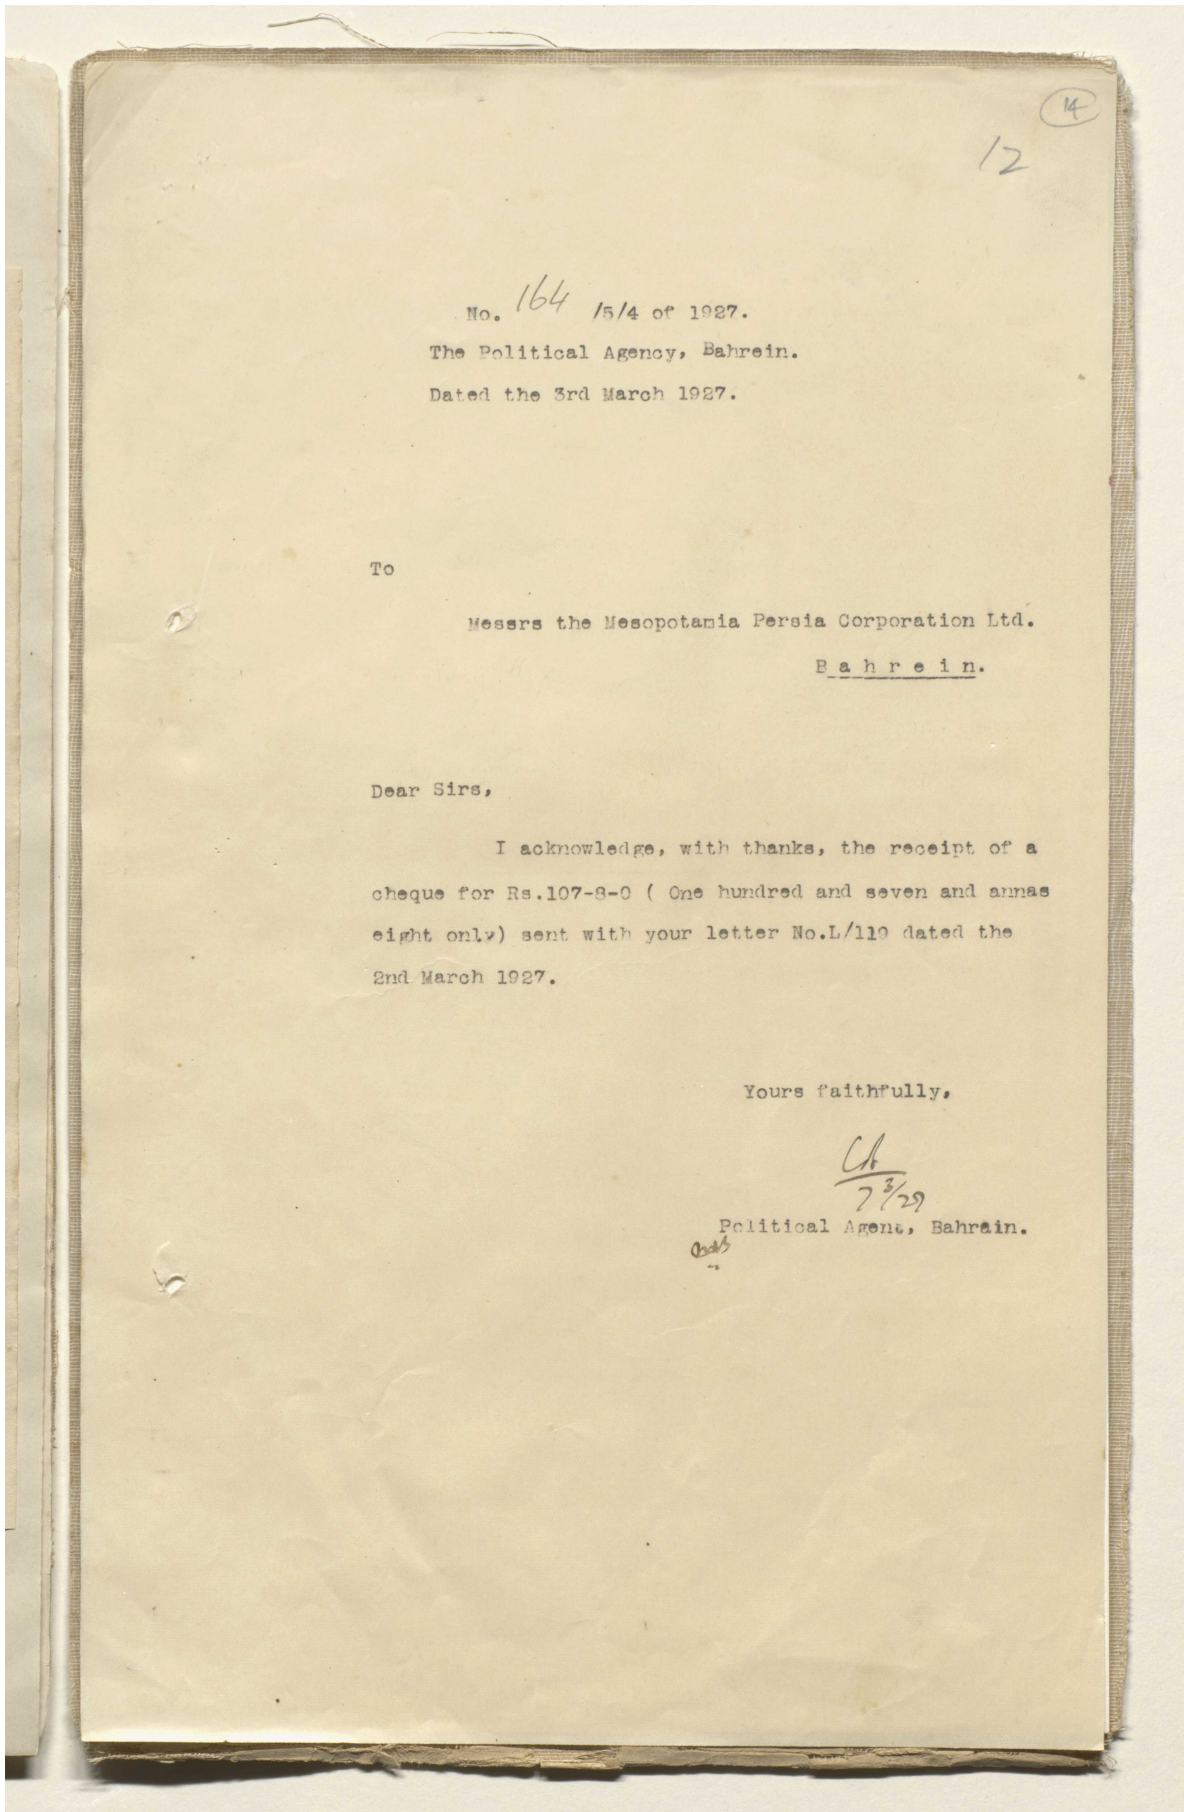 14
12
No. 164 /5/4 of 1927.
The Political Agency, Bahrein.
Dated the 3rd March 1927.
To
Messrs the Mesopotamia Persia Corporation Ltd.
B a h r e i n.
Dear Sirs,
I acknowledge, with thanks, the receipt of a
cheque for Rs.107-8-0 ( One hundred and seven and annas
eight only) sent with your letter No.L/119 dated the
2nd March 1927.
Yours faithfully,
3/27
Political Agent, Bahrain.